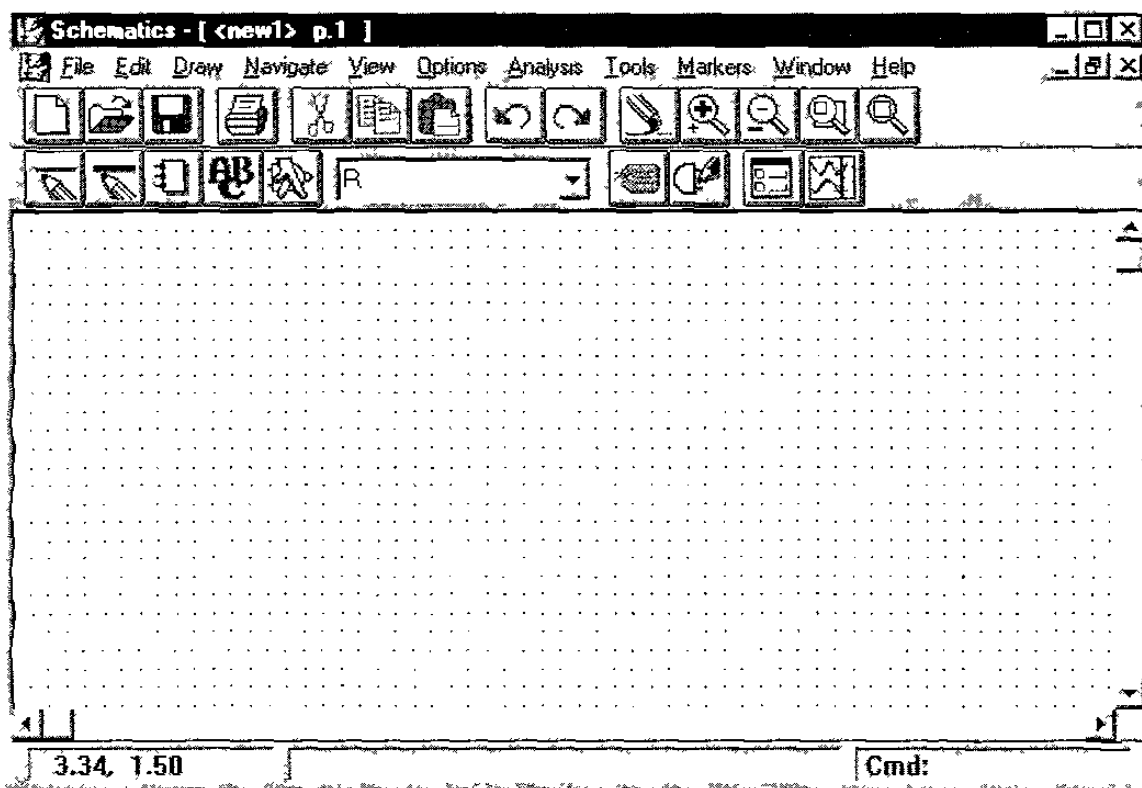 Schematics - [ <new1> p.1 ]
File Edit Draw Navigate View Options Analysis Tools Markers Window Help
ABC R
3.34, 1.50 Cmd: